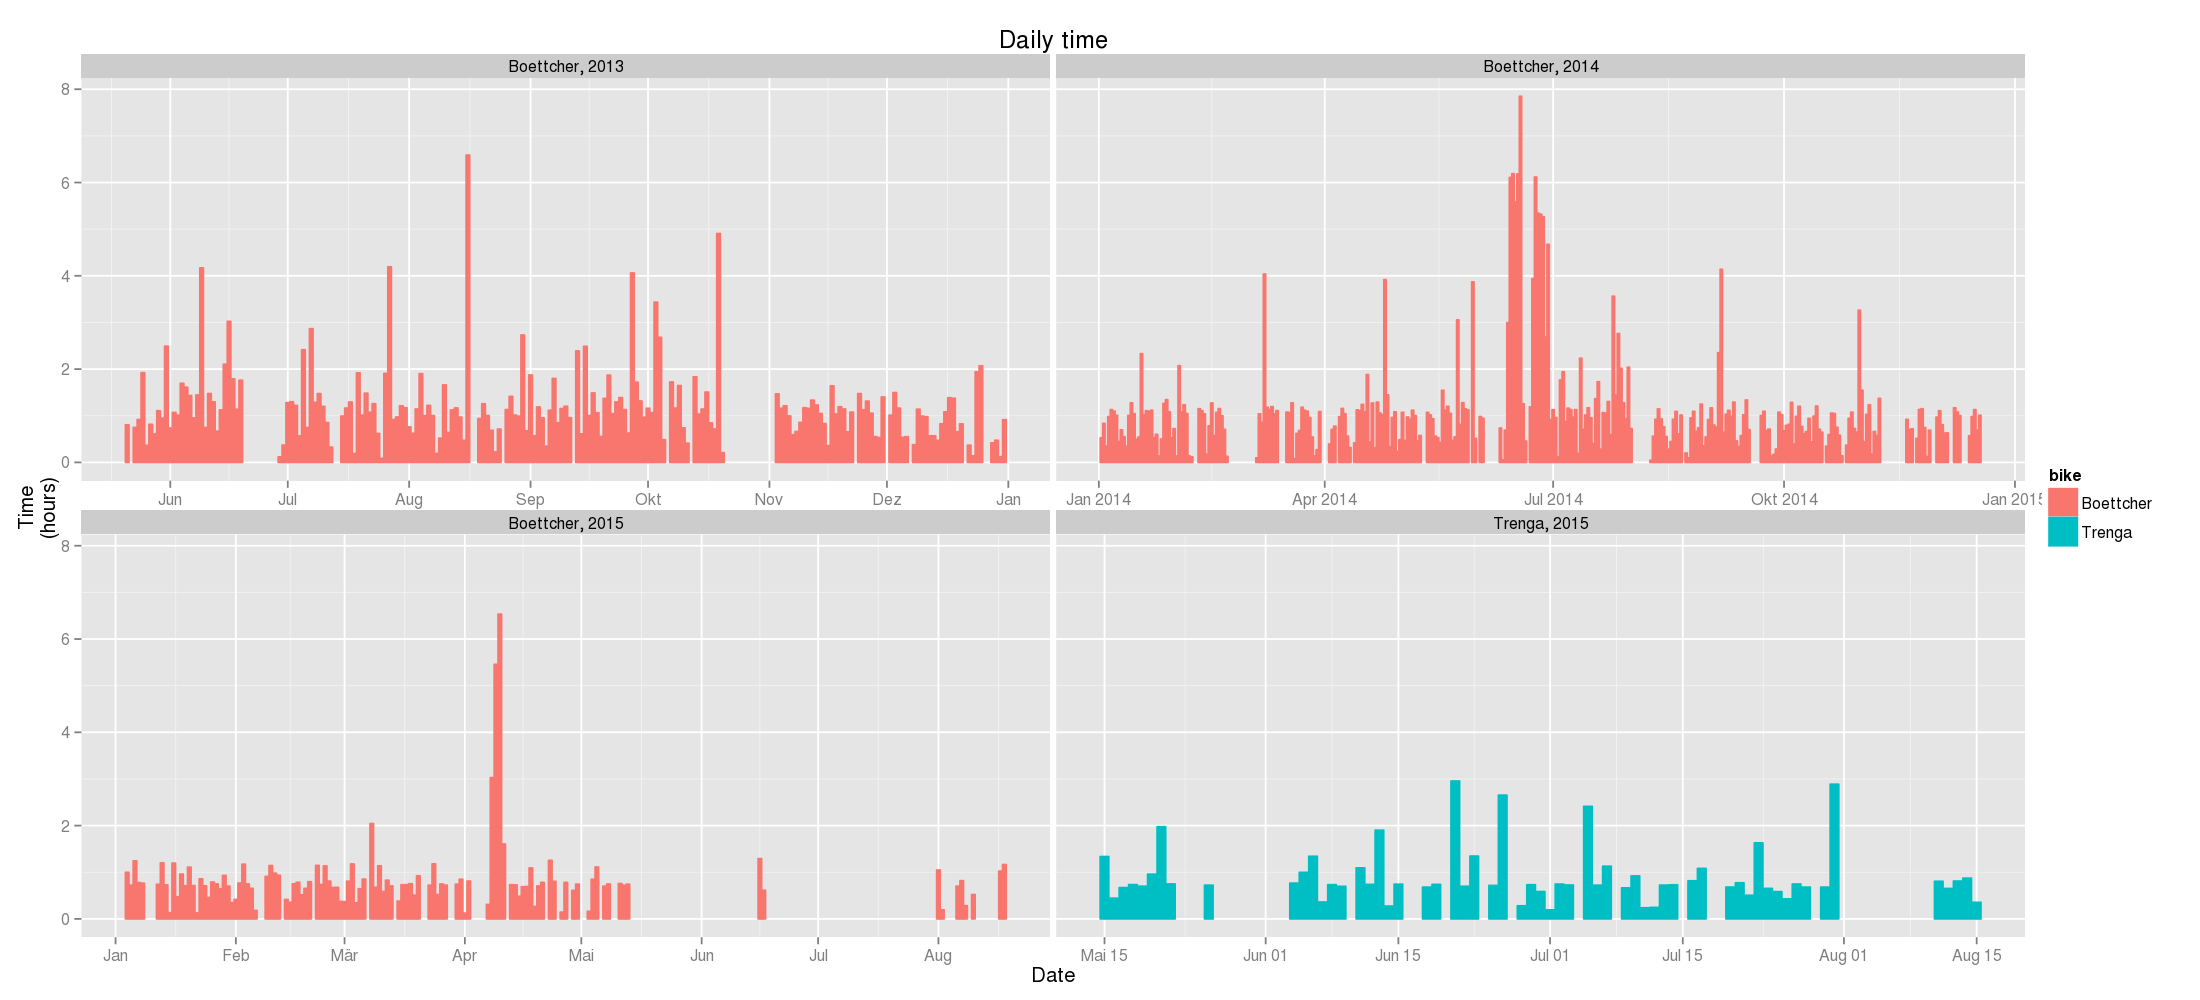 Daily time
Boettcher, 2013
Boettcher, 2014
8
6
4
2
0
Jun Jul Aug Sep Okt Nov Dez Jan
Jan 2014 Apr 2014 Jul 2014 Okt 2014 Jan 2015
Time
(hours)
bike
Boettcher
Trenga
Boettcher, 2015
Trenga, 2015
8
6
4
2
0
Jan Feb Mär Apr Mai Jun Jul Aug
Mai 15 Jun 01 Jun 15 Jul 01 Jul 15 Aug 01 Aug 15
Date